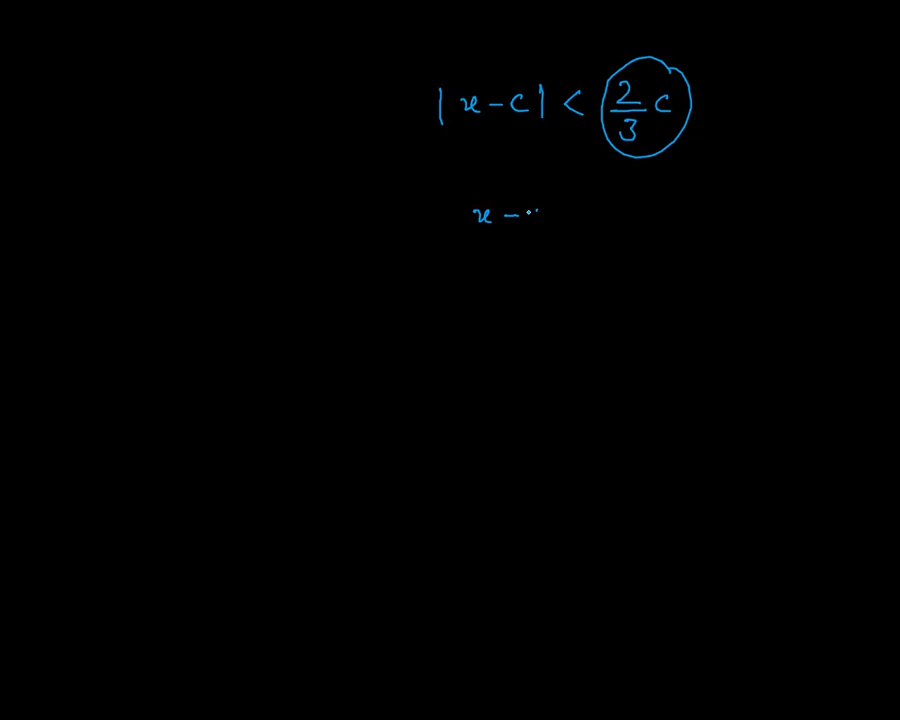 |x-c| < 2/3 c
x-